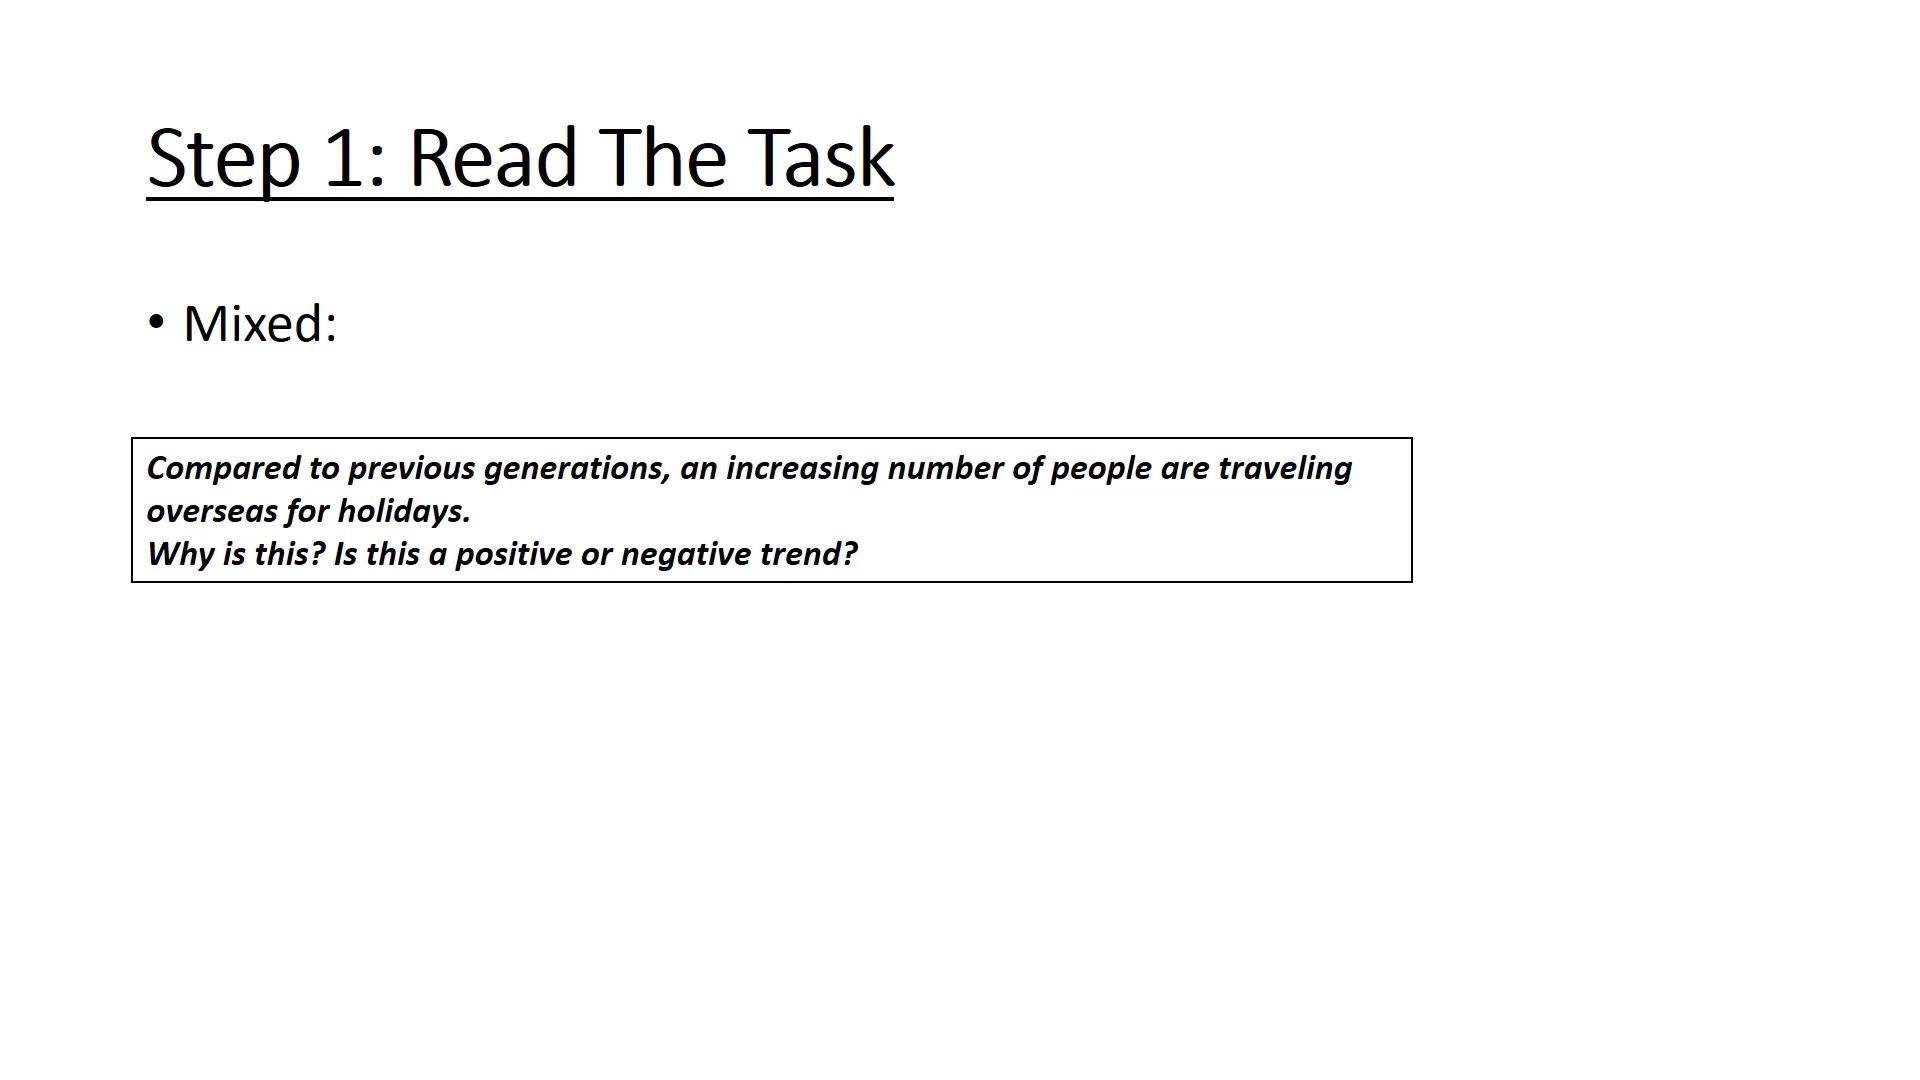 Step 1: Read The Task
• Mixed:
Compared to previous generations, an increasing number of people are traveling
overseas for holidays.
Why is this? Is this a positive or negative trend?